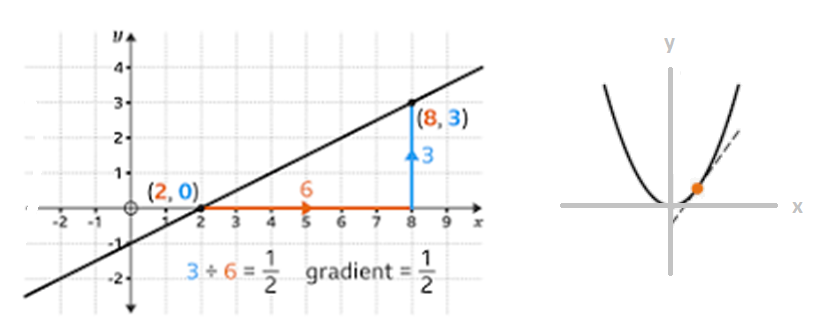 y
4
3
2
1
-1
-2
-2 -1 2 3 4 5 6 7 8 9 x
(2, 0)
6
(8, 3)
3
3 ÷ 6 = 1/2 gradient = 1/2
y
x